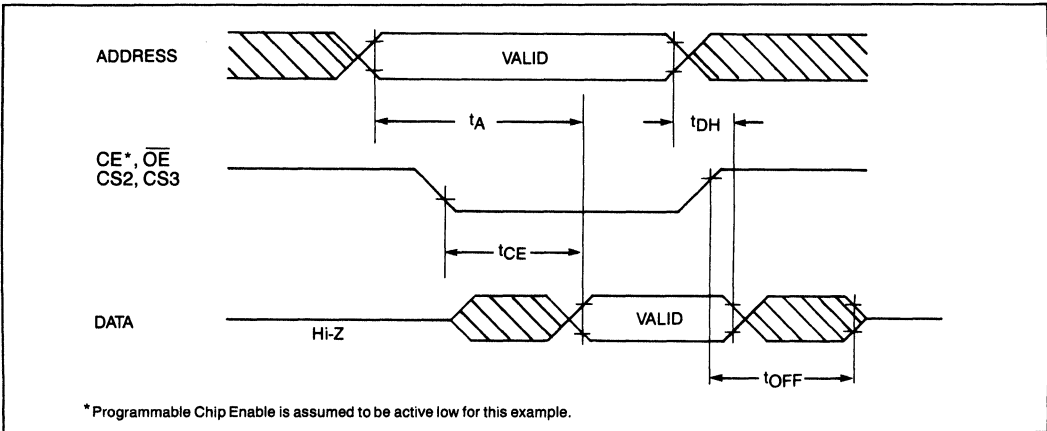 ADDRESS
VALID
tA
tDH
CE*, O̅E̅
CS2, CS3
tCE
DATA
Hi-Z
VALID
tOFF
*Programmable Chip Enable is assumed to be active low for this example.